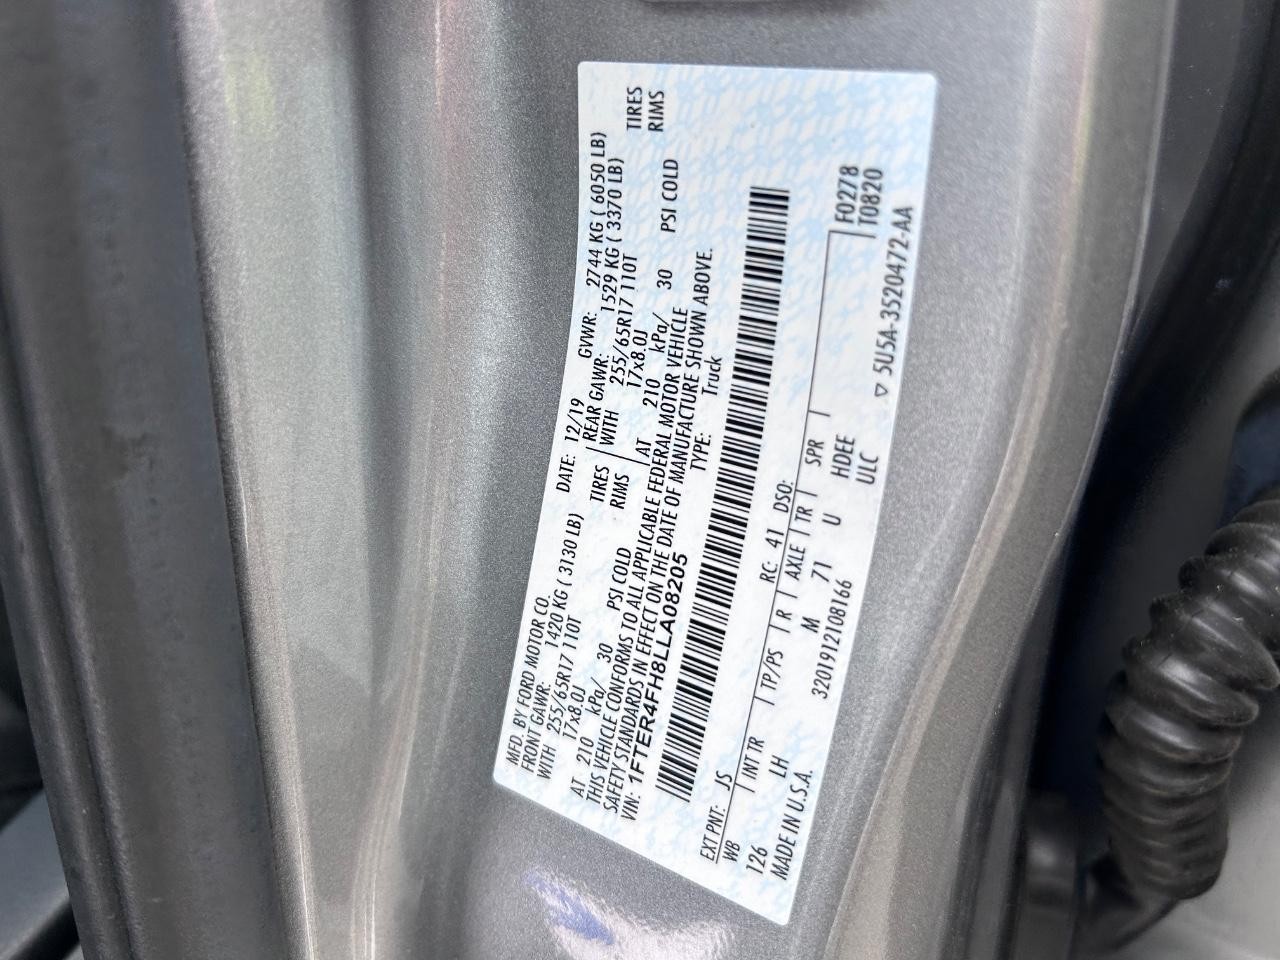 MFD. BY FORD MOTOR CO.
DATE: 12/19 GVWR: 2744 KG ( 6050 LB)
FRONT GAWR: 1420 KG ( 3130 LB) REAR GAWR: 1529 KG ( 3370 LB)
WITH 255/65R17 110T TIRES WITH 255/65R17 110T TIRES
17x8.0J RIMS 17x8.0J RIMS
AT 210 kPa/ 30 PSI COLD AT 210 kPa/ 30 PSI COLD
THIS VEHICLE CONFORMS TO ALL APPLICABLE FEDERAL MOTOR VEHICLE
SAFETY STANDARDS IN EFFECT ON THE DATE OF MANUFACTURE SHOWN ABOVE.
VIN: 1FTER4FH8LLA08205 TYPE: Truck
EXT PNT: JS RC: 41 DSO:
WB INT TR TP/PS R AXLE TR SPR F0278
126 LH M 71 U HDEE T0820
MADE IN U.S.A. 3201912108166 ULC ▽ 5U5A-3520472-AA